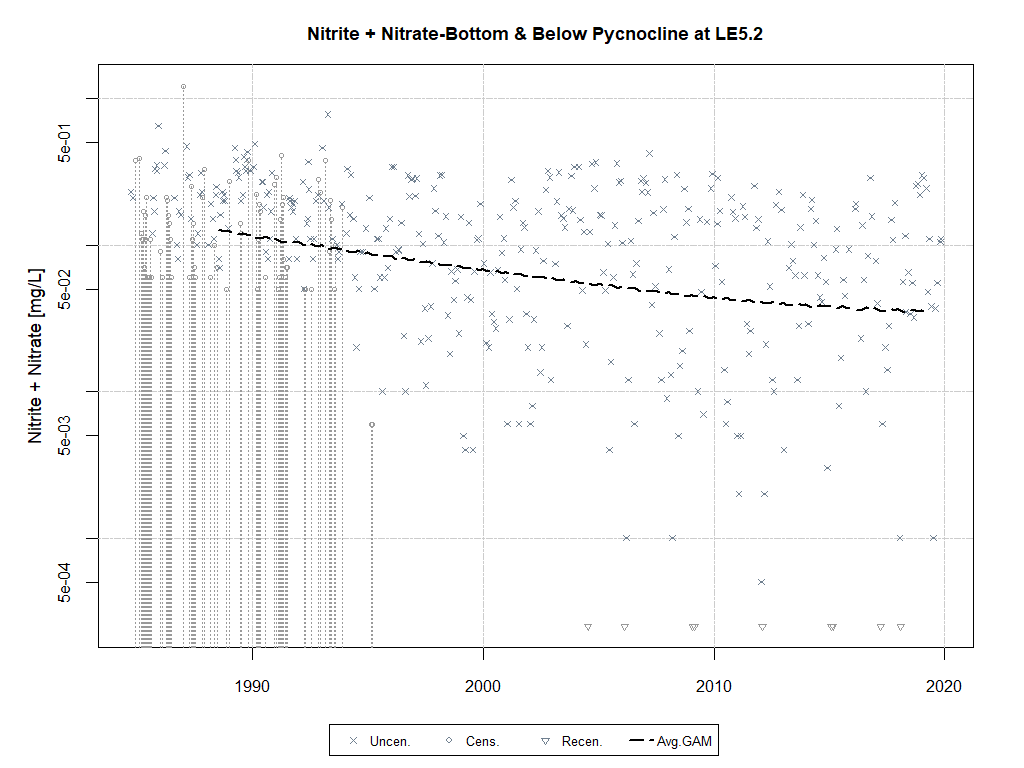 Nitrite + Nitrate-Bottom & Below Pycnocline at LE5.2
Nitrite + Nitrate [mg/L]
5e-01
5e-02
5e-03
5e-04
1990 2000 2010 2020
Uncen. Cens. Recen. Avg.GAM